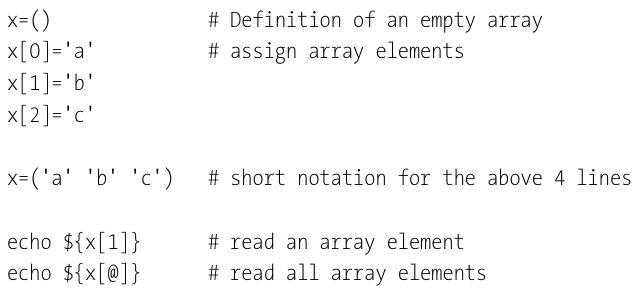 x=() # Definition of an empty array
x[0]='a' # assign array elements
x[1]='b'
x[2]='c'
x=('a' 'b' 'c') # short notation for the above 4 lines
echo ${x[1]} # read an array element
echo ${x[@]} # read all array elements